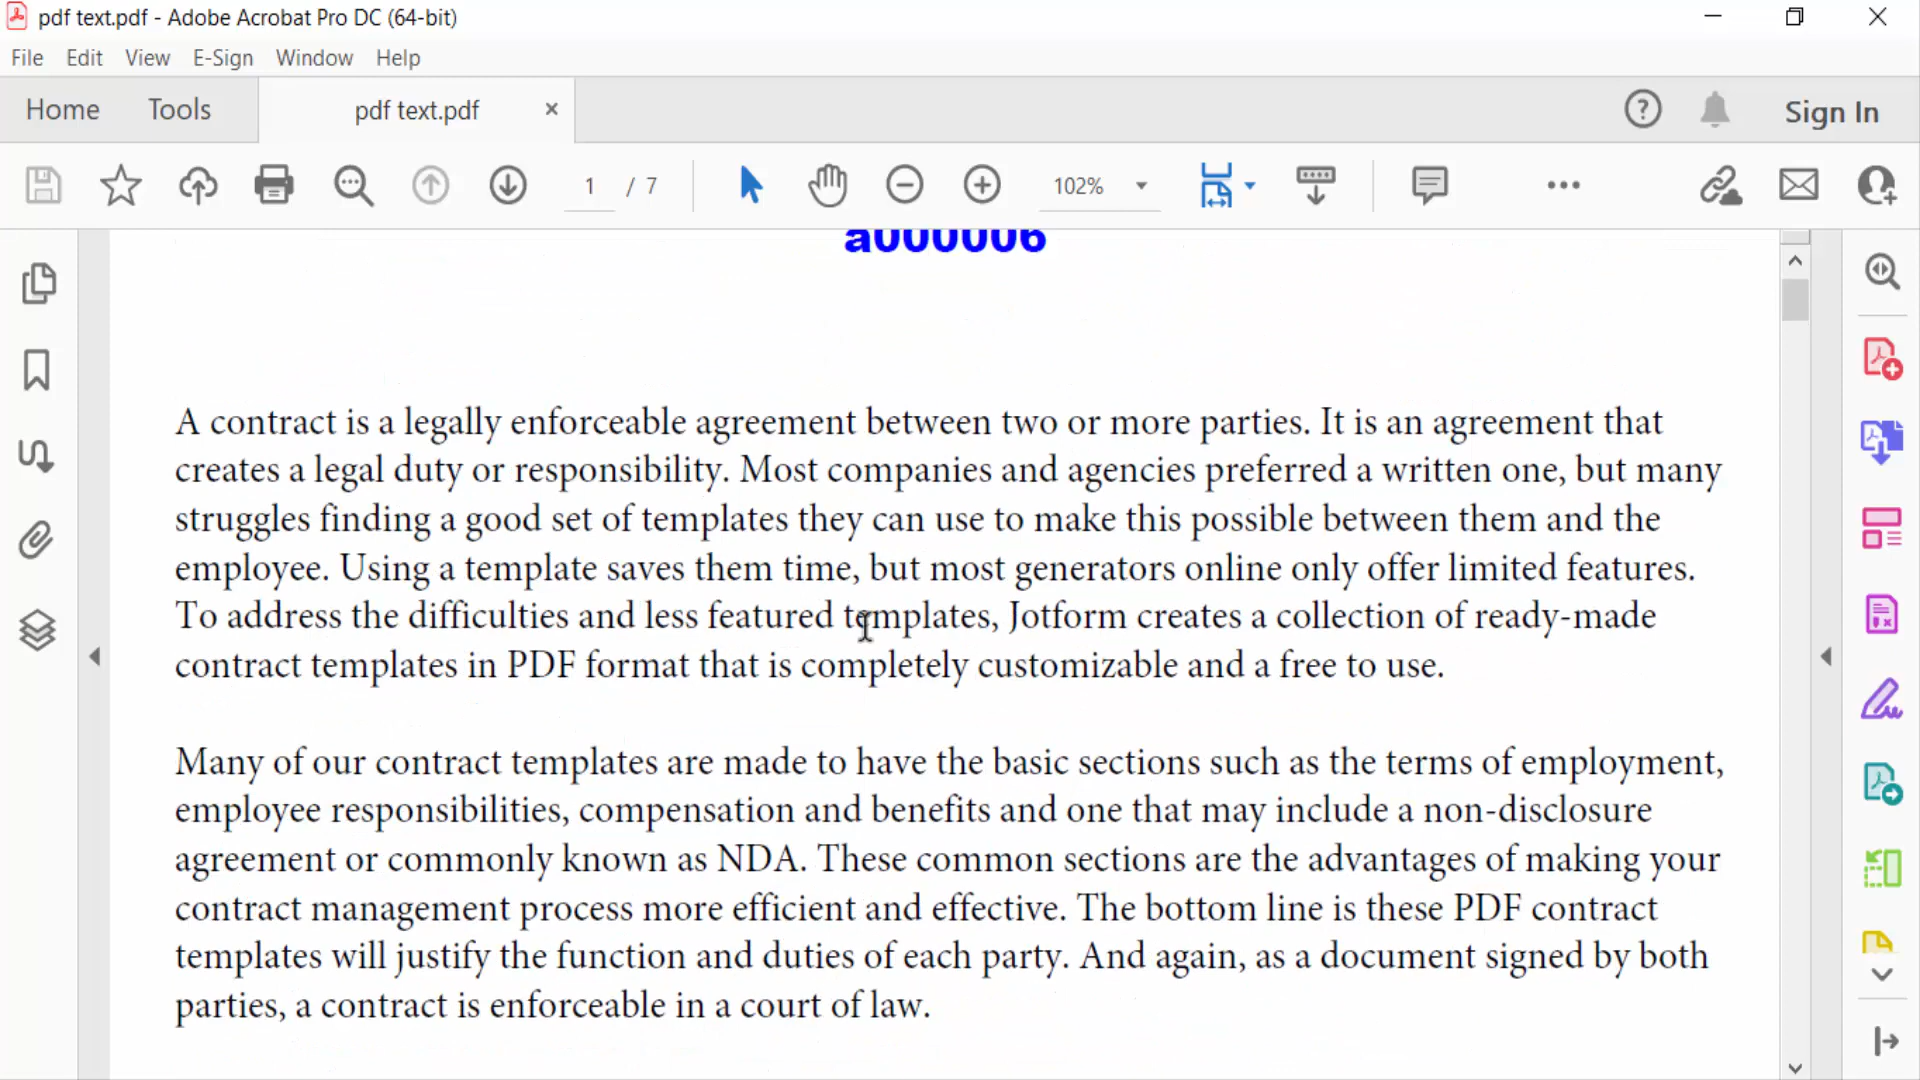 pdf text.pdf - Adobe Acrobat Pro DC (64-bit)
File Edit View E-Sign Window Help
Home Tools pdf text.pdf × ? Sign In
1 / 7 102%
a000006
A contract is a legally enforceable agreement between two or more parties. It is an agreement that
creates a legal duty or responsibility. Most companies and agencies preferred a written one, but many
struggles finding a good set of templates they can use to make this possible between them and the
employee. Using a template saves them time, but most generators online only offer limited features.
To address the difficulties and less featured templates, Jotform creates a collection of ready-made
contract templates in PDF format that is completely customizable and a free to use.
Many of our contract templates are made to have the basic sections such as the terms of employment,
employee responsibilities, compensation and benefits and one that may include a non-disclosure
agreement or commonly known as NDA. These common sections are the advantages of making your
contract management process more efficient and effective. The bottom line is these PDF contract
templates will justify the function and duties of each party. And again, as a document signed by both
parties, a contract is enforceable in a court of law.